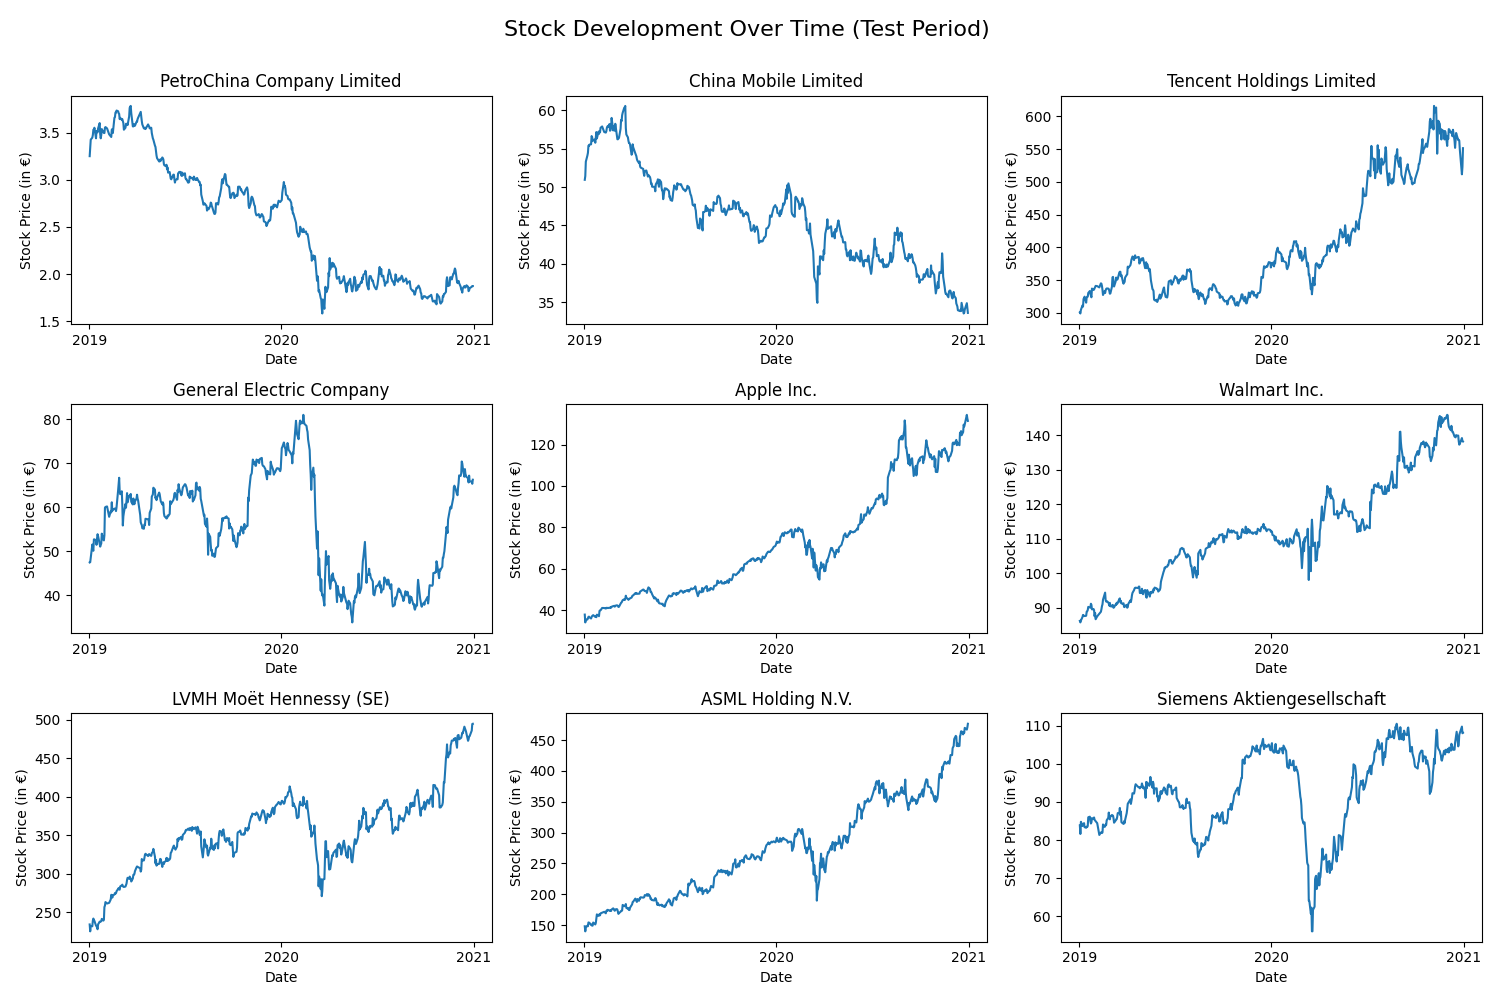 Stock Development Over Time (Test Period)
PetroChina Company Limited
Stock Price (in €)
3.5
3.0
2.5
2.0
1.5
2019 2020 2021
Date
China Mobile Limited
Stock Price (in €)
60
55
50
45
40
35
2019 2020 2021
Date
Tencent Holdings Limited
Stock Price (in €)
600
550
500
450
400
350
300
2019 2020 2021
Date
General Electric Company
Stock Price (in €)
80
70
60
50
40
2019 2020 2021
Date
Apple Inc.
Stock Price (in €)
120
100
80
60
40
2019 2020 2021
Date
Walmart Inc.
Stock Price (in €)
140
130
120
110
100
90
2019 2020 2021
Date
LVMH Moët Hennessy (SE)
Stock Price (in €)
500
450
400
350
300
250
2019 2020 2021
Date
ASML Holding N.V.
Stock Price (in €)
450
400
350
300
250
200
150
2019 2020 2021
Date
Siemens Aktiengesellschaft
Stock Price (in €)
110
100
90
80
70
60
2019 2020 2021
Date